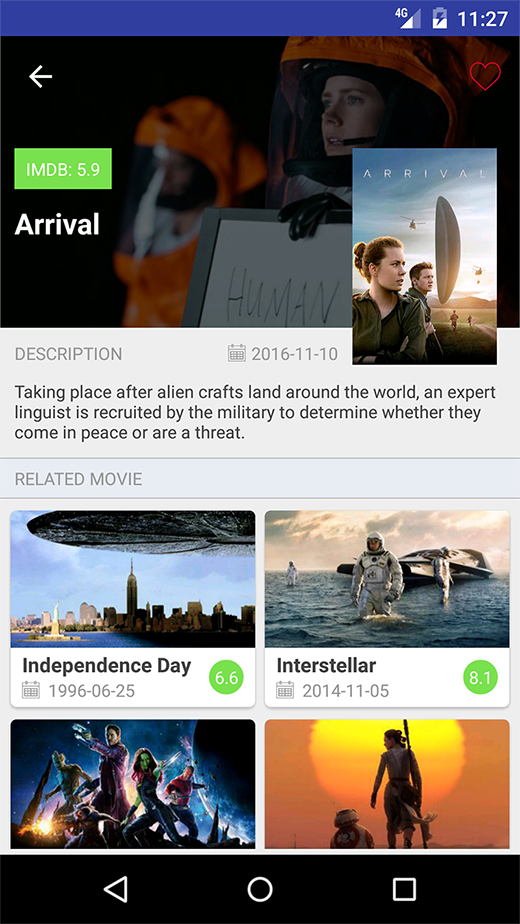 4G 11:27
IMDB: 5.9
Arrival
HUMAN
ARRIVAL
DESCRIPTION 2016-11-10
Taking place after alien crafts land around the world, an expert
linguist is recruited by the military to determine whether they
come in peace or are a threat.
RELATED MOVIE
Independence Day
1996-06-25
6.6
Interstellar
2014-11-05
8.1